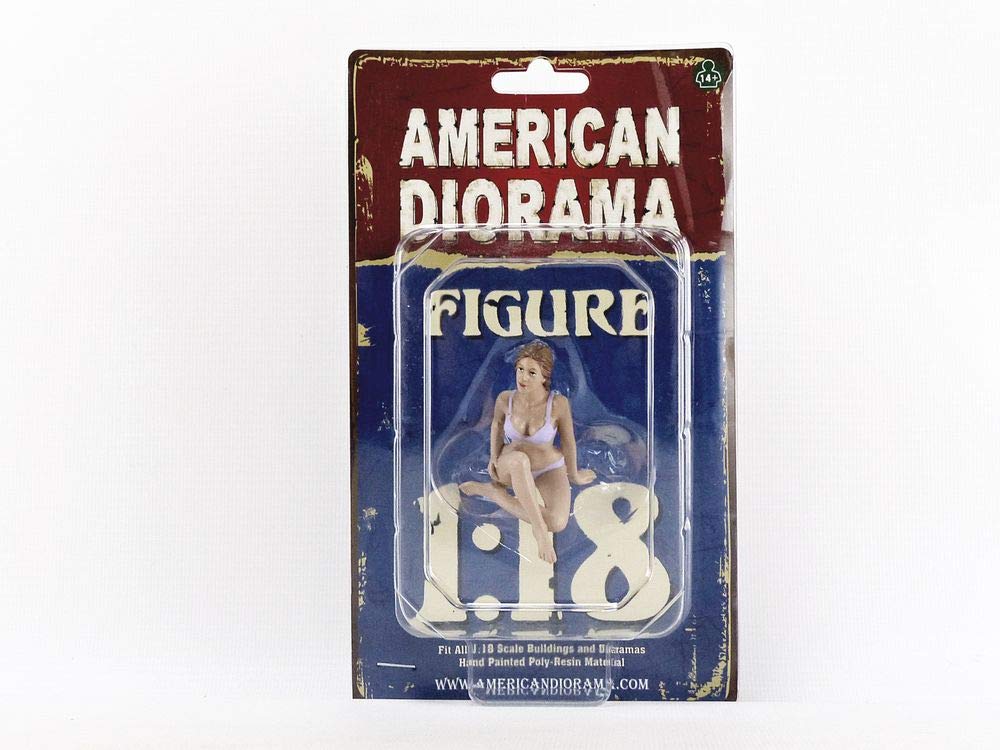 14+
AMERICAN
DIORAMA
FIGURE
1:18
Fit All 1:18 Scale Buildings and Dioramas
Hand Painted Poly-Resin Material
WWW.AMERICANDIORAMA.COM